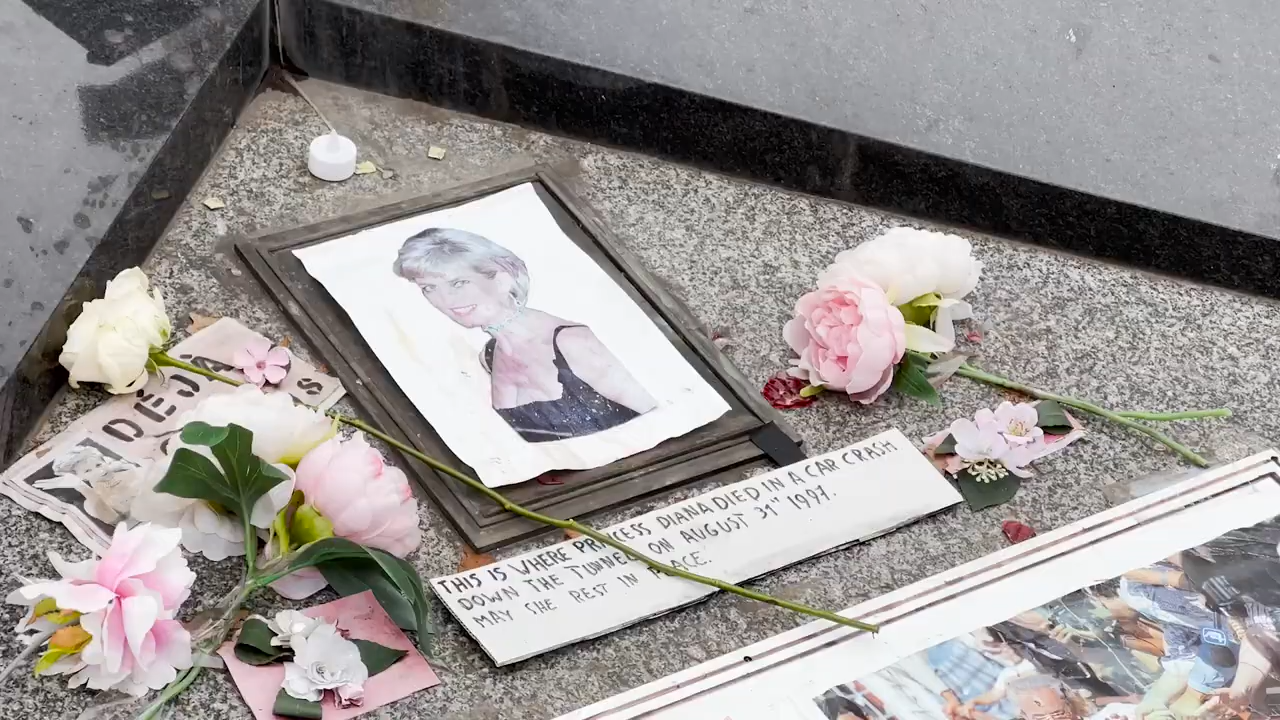 DÉJÀ
THIS IS WHERE PRINCESS DIANA DIED IN A CAR CRASH
DOWN THE TUNNEL ON AUGUST 31ST 1997.
MAY SHE REST IN PEACE.